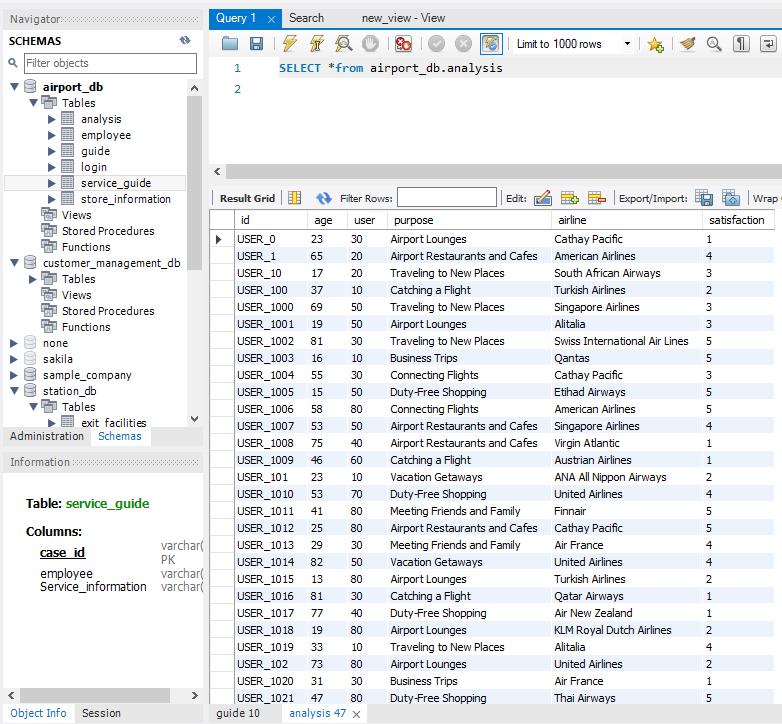 Navigator
SCHEMAS
Filter objects
airport_db
Tables
analysis
employee
guide
login
service_guide
store_information
Views
Stored Procedures
Functions
customer_management_db
Tables
Views
Stored Procedures
Functions
none
sakila
sample_company
station_db
Tables
exit_facilities
Administration Schemas
Information
Table: service_guide
Columns:
case_id varchar(
PK
employee varchar(
Service_information varchar(
Object Info Session
Query 1 Search new_view - View
Limit to 1000 rows
1 SELECT *from airport_db.analysis
2
Result Grid Filter Rows: Edit: Export/Import: Wrap
id age user purpose airline satisfaction
USER_0 23 30 Airport Lounges Cathay Pacific 1
USER_1 65 20 Airport Restaurants and Cafes American Airlines 4
USER_10 17 20 Traveling to New Places South African Airways 3
USER_100 37 10 Catching a Flight Turkish Airlines 2
USER_1000 69 50 Traveling to New Places Singapore Airlines 3
USER_1001 19 50 Airport Lounges Alitalia 3
USER_1002 81 30 Traveling to New Places Swiss International Air Lines 5
USER_1003 16 10 Business Trips Qantas 5
USER_1004 55 30 Connecting Flights Cathay Pacific 3
USER_1005 15 50 Duty-Free Shopping Etihad Airways 5
USER_1006 58 80 Connecting Flights American Airlines 5
USER_1007 53 50 Airport Restaurants and Cafes Singapore Airlines 4
USER_1008 75 40 Airport Restaurants and Cafes Virgin Atlantic 1
USER_1009 46 60 Catching a Flight Austrian Airlines 1
USER_101 23 10 Vacation Getaways ANA All Nippon Airways 2
USER_1010 53 70 Duty-Free Shopping United Airlines 4
USER_1011 41 80 Meeting Friends and Family Finnair 5
USER_1012 25 80 Airport Restaurants and Cafes Cathay Pacific 5
USER_1013 29 30 Meeting Friends and Family Air France 4
USER_1014 82 50 Vacation Getaways United Airlines 4
USER_1015 13 80 Airport Lounges Turkish Airlines 2
USER_1016 81 30 Catching a Flight Qatar Airways 1
USER_1017 77 40 Duty-Free Shopping Air New Zealand 1
USER_1018 19 80 Airport Lounges KLM Royal Dutch Airlines 2
USER_1019 33 10 Traveling to New Places Alitalia 4
USER_102 73 80 Airport Lounges United Airlines 2
USER_1020 31 30 Business Trips Air France 1
USER_1021 47 80 Duty-Free Shopping Thai Airways 5
guide 10 analysis 47